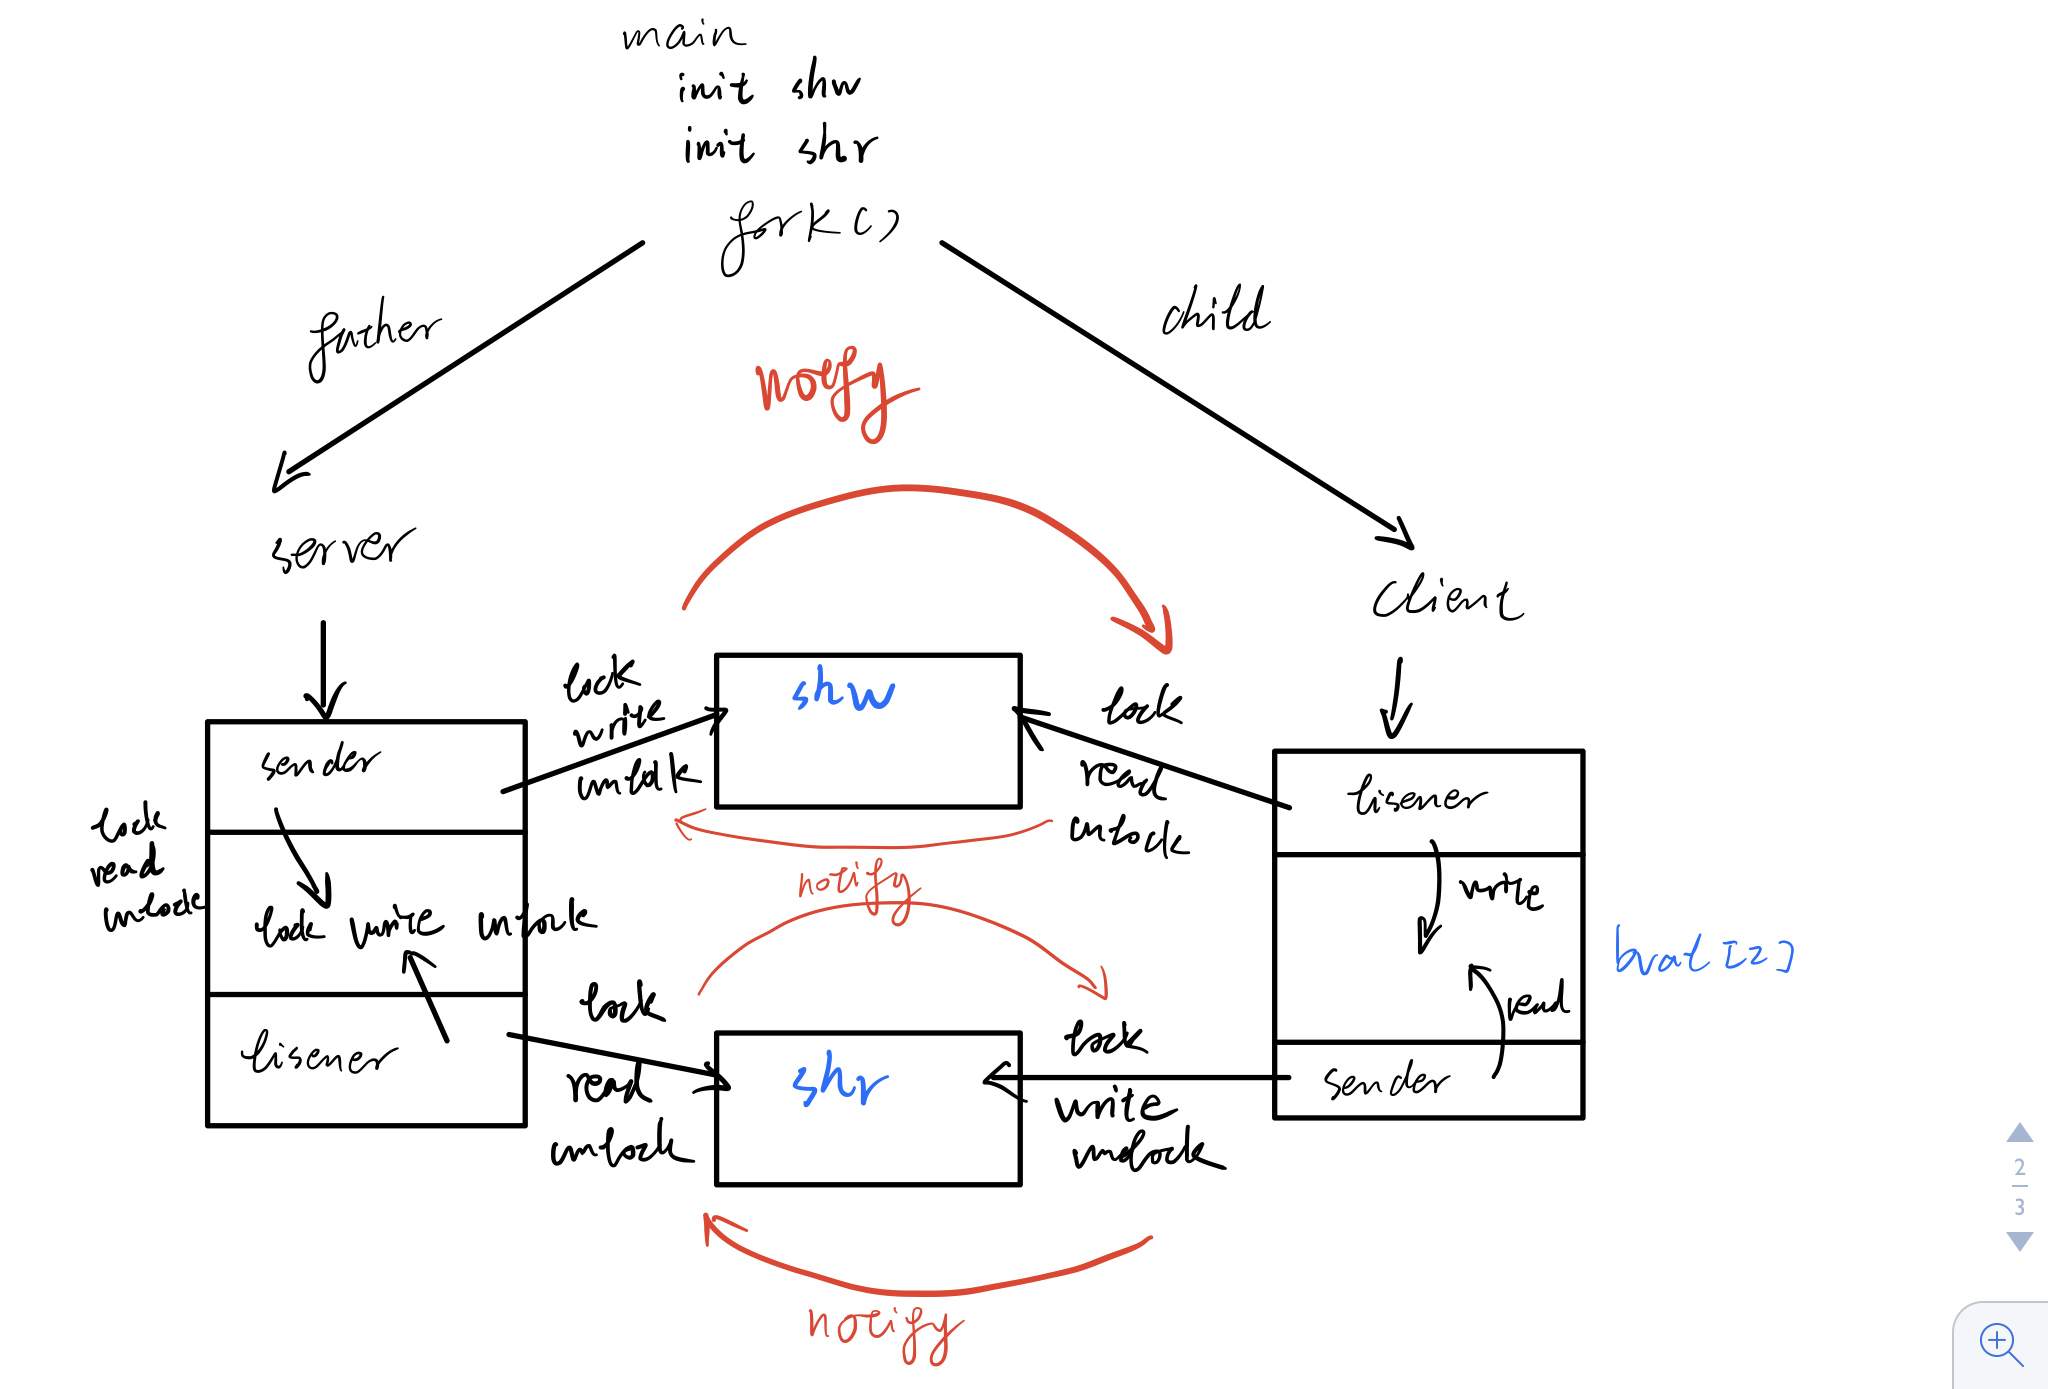 main
init shw
init shr
fork()
father
child
server
client
lock
write
unlock
shw
lock
read
unlock
sender
lisener
lock
read
unlock
lock write unlock
notify
write
read
brat[2]
lock
read
unlock
shr
lock
write
unlock
lisener
sender
notify
2
3